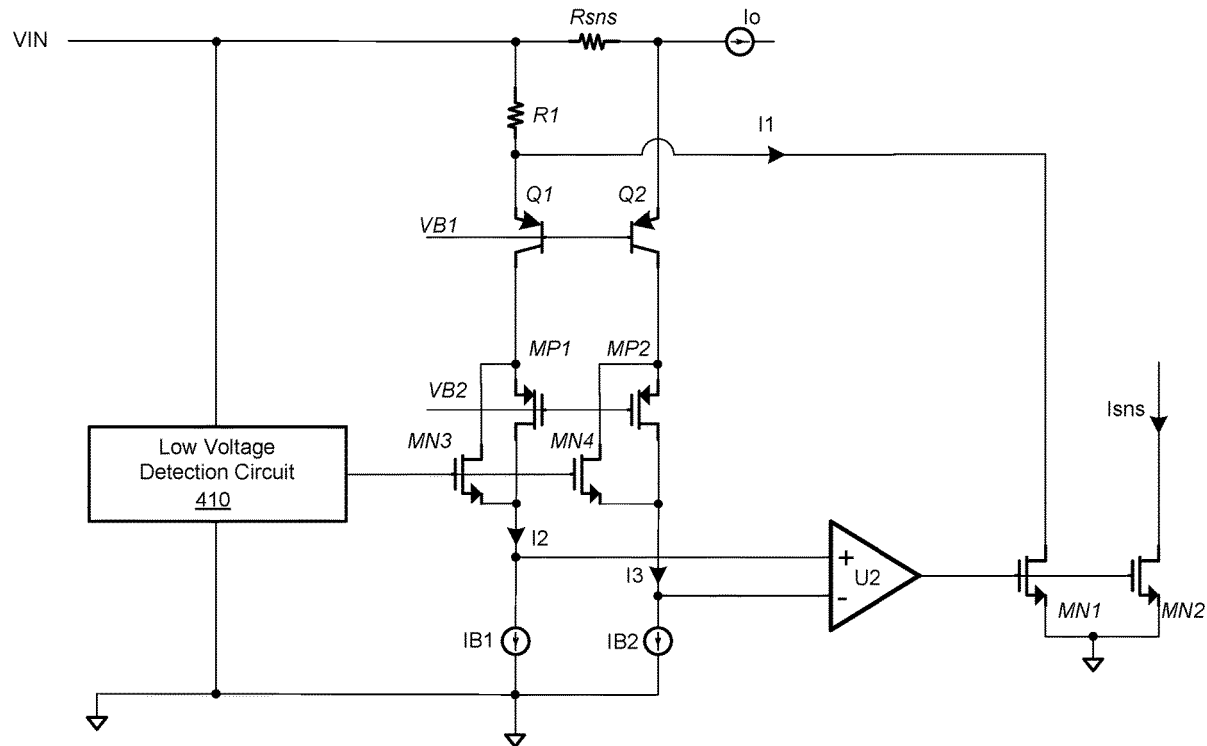 Rsns
Io
VIN
R1
I1
Q1
Q2
VB1
MP1
MP2
VB2
Isns
MN3
MN4
Low Voltage
Detection Circuit
410
I2
I3
+
U2
-
MN1
MN2
IB1
IB2